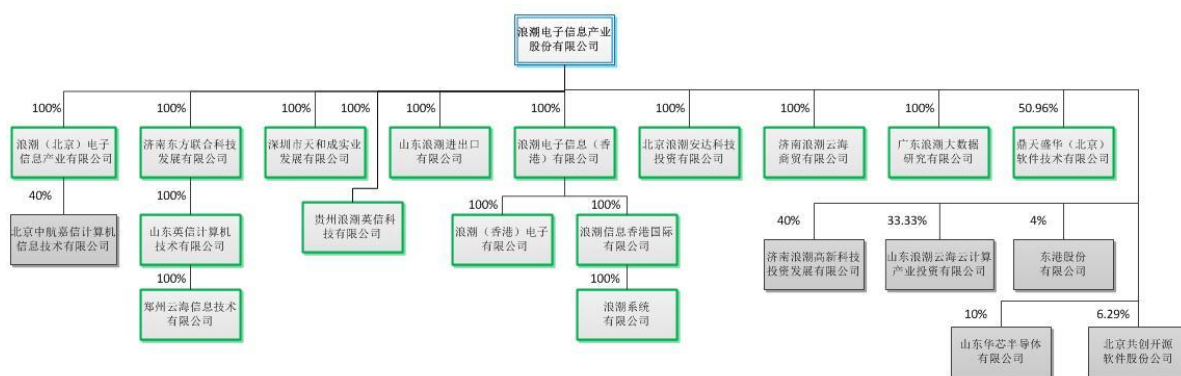 浪潮电子信息产业
股份有限公司
100%
100%
100%
100%
100%
100%
100%
100%
100%
50.96%
浪潮（北京）电子
信息产业有限公司
济南东方联合科技
发展有限公司
深圳市天和成实业
发展有限公司
山东浪潮进出口
有限公司
浪潮电子信息（香
港）有限公司
北京浪潮安达科技
投资有限公司
济南浪潮云海
商贸有限公司
广东浪潮大数据
研究有限公司
鼎天盛华（北京）
软件技术有限公司
40%
100%
100%
100%
40%
33.33%
4%
北京中航嘉信计算机
信息技术有限公司
山东英信计算机
技术有限公司
贵州浪潮英信科
技有限公司
浪潮（香港）电子
有限公司
浪潮信息香港国际
有限公司
济南浪潮高新科技
投资发展有限公司
山东浪潮云海云计算
产业投资有限公司
东港股份
有限公司
100%
100%
郑州云海信息技术
有限公司
浪潮系统
有限公司
10%
6.29%
山东华芯半导体
有限公司
北京共创开源
软件股份公司